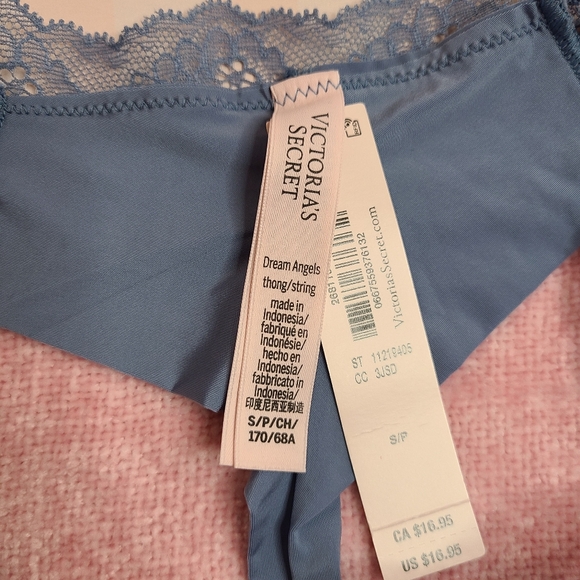 VICTORIA'S
SECRET
Dream Angels
thong/string
made in
Indonesia/
fabriqué en
Indonésie/
hecho en
Indonesia/
fabbricato in
Indonesia/
印度尼西亚制造
S/P/CH/
170/68A
0667559376132
VictoriasSecret.com
ST 11219405
CC 3J6D
S/P
CA $16.95
US $16.95